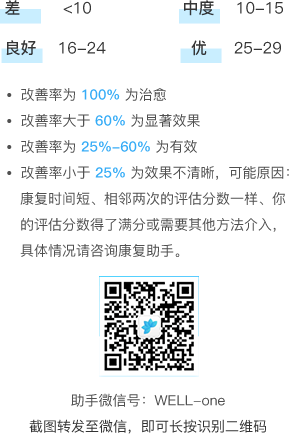 差 <10 中度 10-15
良好 16-24 优 25-29
• 改善率为 100% 为治愈
• 改善率大于 60% 为显著效果
• 改善率为 25%-60% 为有效
• 改善率小于 25% 为效果不清晰，可能原因：
康复时间短、相邻两次的评估分数一样、你
的评估分数得了满分或需要其他方法介入，
具体情况请咨询康复助手。
助手微信号：WELL-one
截图转发至微信，即可长按识别二维码